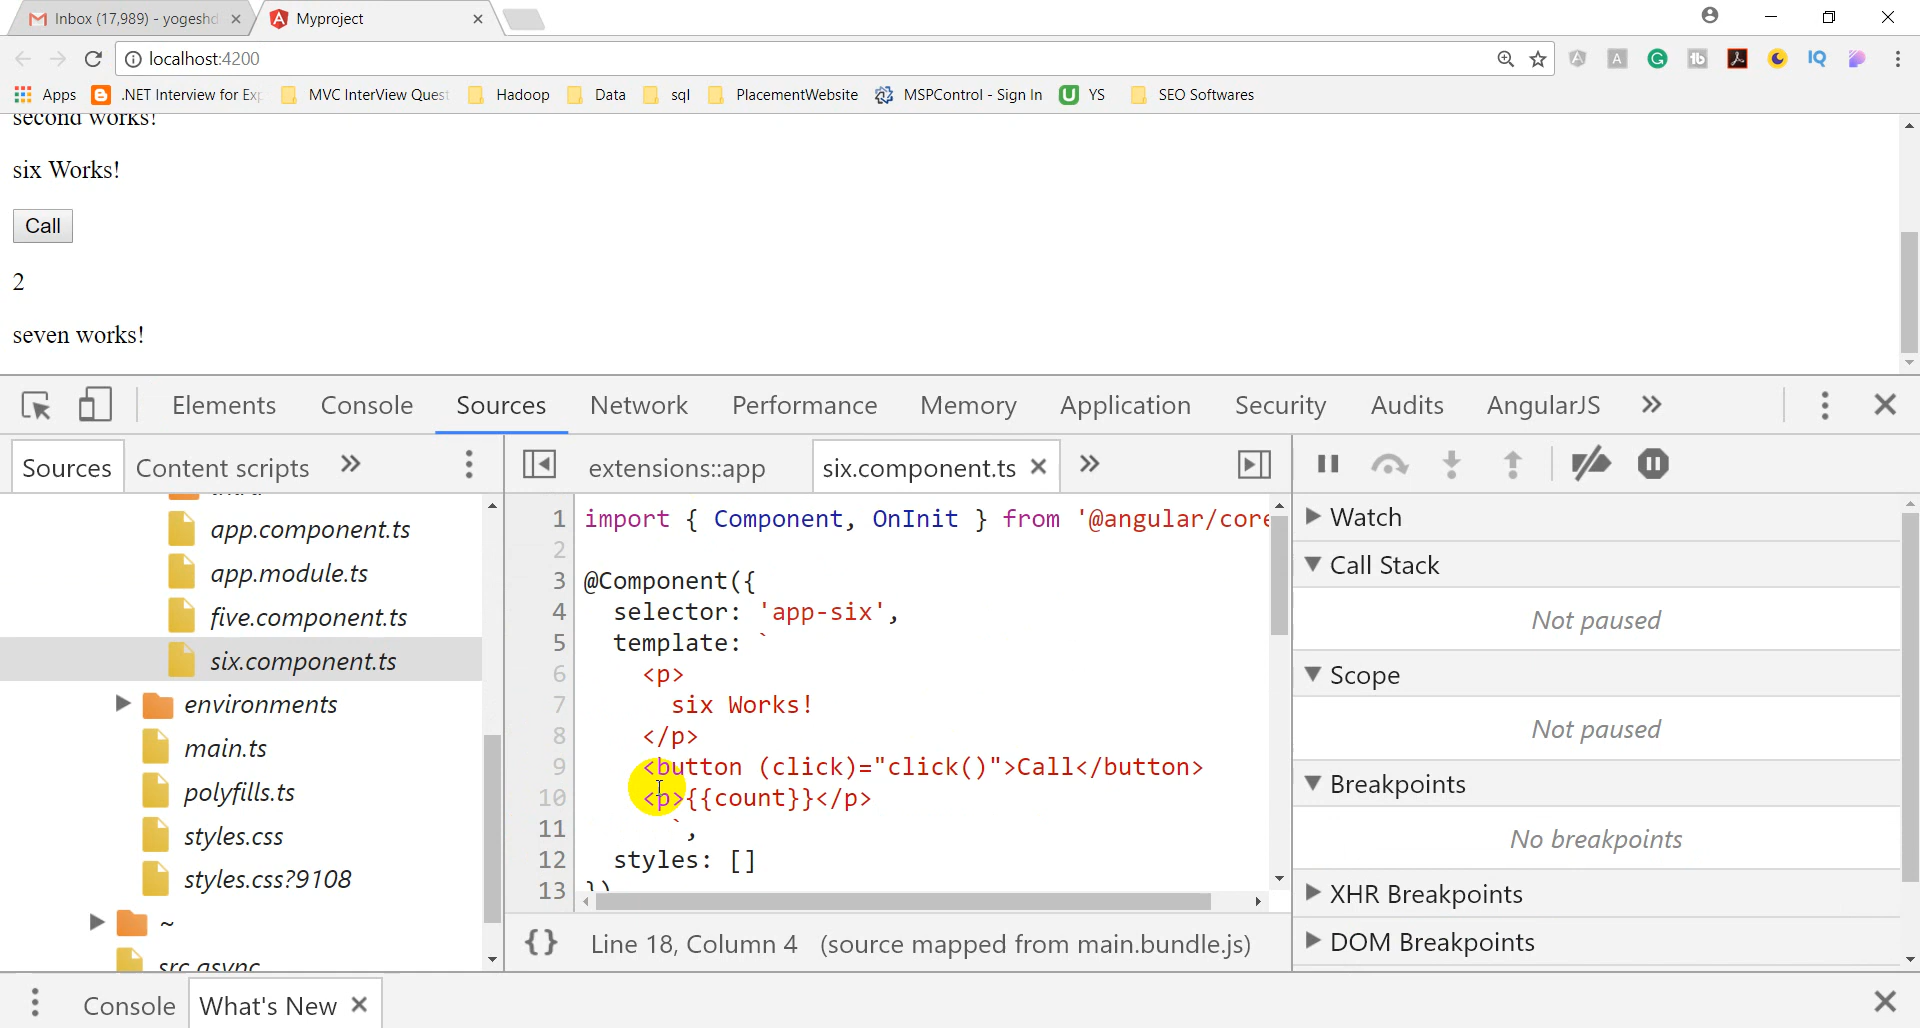 Inbox (17,989) - yogeshd
Myproject
localhost:4200
Apps
.NET Interview for Exp
MVC InterView Quest
Hadoop
Data
sql
PlacementWebsite
MSPControl - Sign In
YS
SEO Softwares
second works!
six Works!
Call
2
seven works!
Elements
Console
Sources
Network
Performance
Memory
Application
Security
Audits
AngularJS
Sources
Content scripts
extensions::app
six.component.ts
app.component.ts
app.module.ts
five.component.ts
six.component.ts
environments
main.ts
polyfills.ts
styles.css
styles.css?9108
~
src.async
1 import { Component, OnInit } from '@angular/core
2
3 @Component({
4 selector: 'app-six',
5 template: `
6 <p>
7 six Works!
8 </p>
9 <button (click)="click()">Call</button>
10 <p>{{count}}</p>
11 `,
12 styles: []
13 })
{} Line 18, Column 4 (source mapped from main.bundle.js)
Watch
Call Stack
Not paused
Scope
Not paused
Breakpoints
No breakpoints
XHR Breakpoints
DOM Breakpoints
Console
What's New